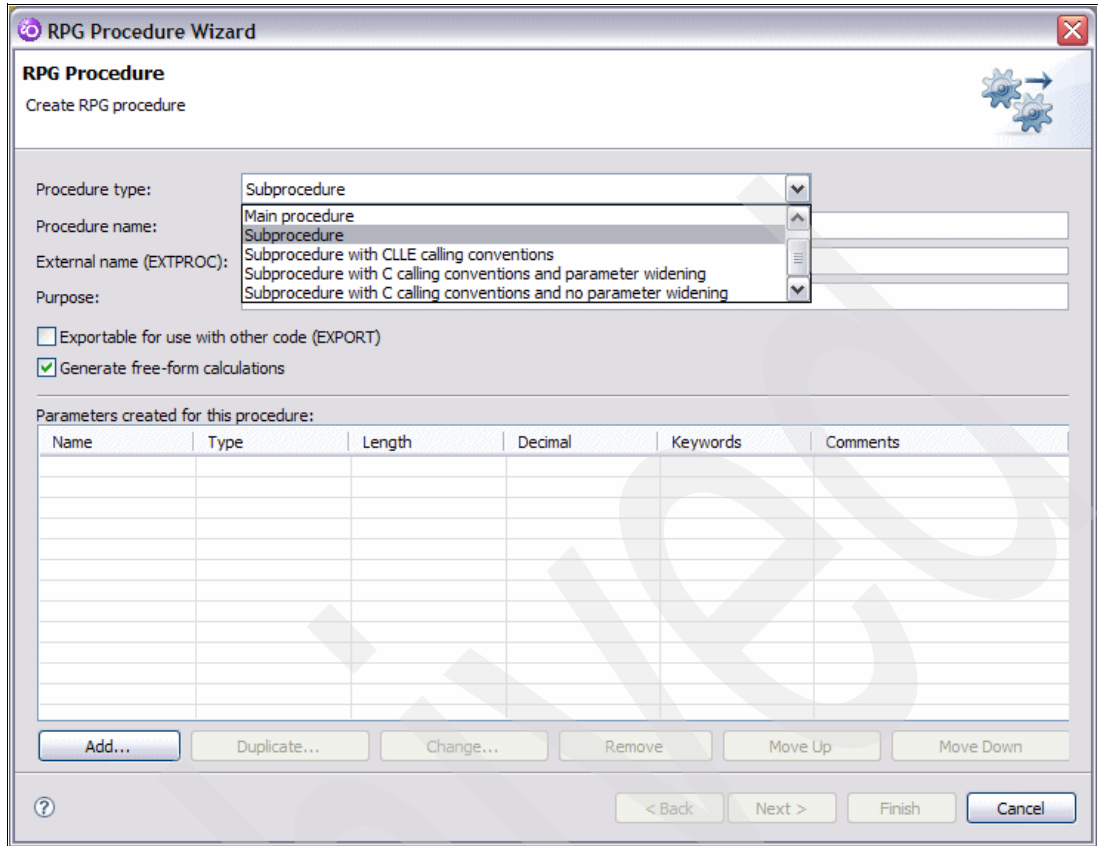 RPG Procedure Wizard
RPG Procedure
Create RPG procedure
Procedure type: Subprocedure
Main procedure
Procedure name:
Subprocedure
Subprocedure with CLLE calling conventions
External name (EXTPROC):
Subprocedure with C calling conventions and parameter widening
Purpose:
Subprocedure with C calling conventions and no parameter widening
Exportable for use with other code (EXPORT)
Generate free-form calculations
Parameters created for this procedure:
Name Type Length Decimal Keywords Comments
Add... Duplicate... Change... Remove Move Up Move Down
? < Back Next > Finish Cancel